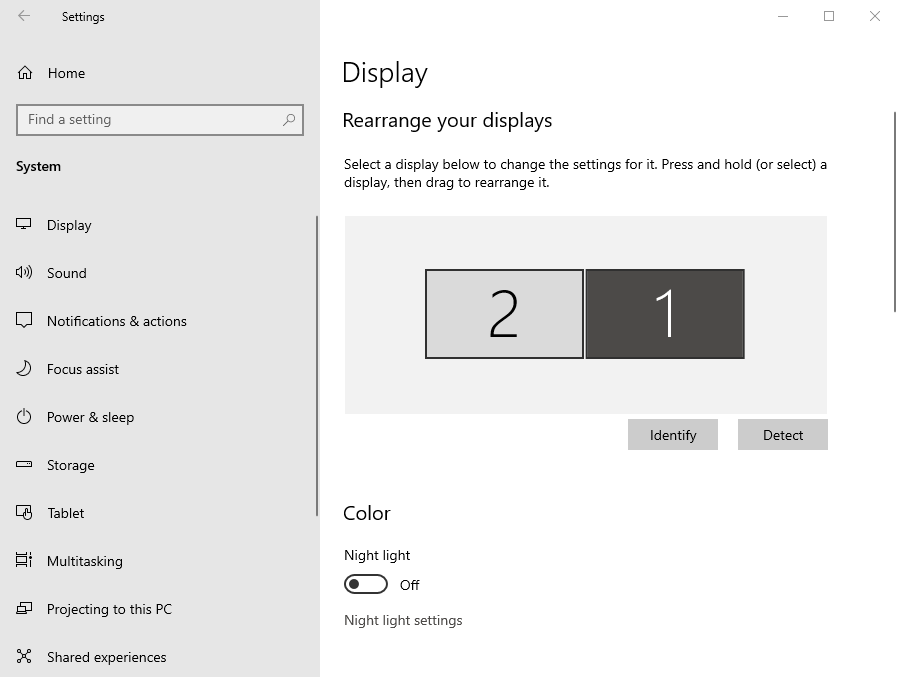 Settings
Home
Find a setting
System
Display
Sound
Notifications & actions
Focus assist
Power & sleep
Storage
Tablet
Multitasking
Projecting to this PC
Shared experiences
Display
Rearrange your displays
Select a display below to change the settings for it. Press and hold (or select) a
display, then drag to rearrange it.
2 1
Identify Detect
Color
Night light
Off
Night light settings